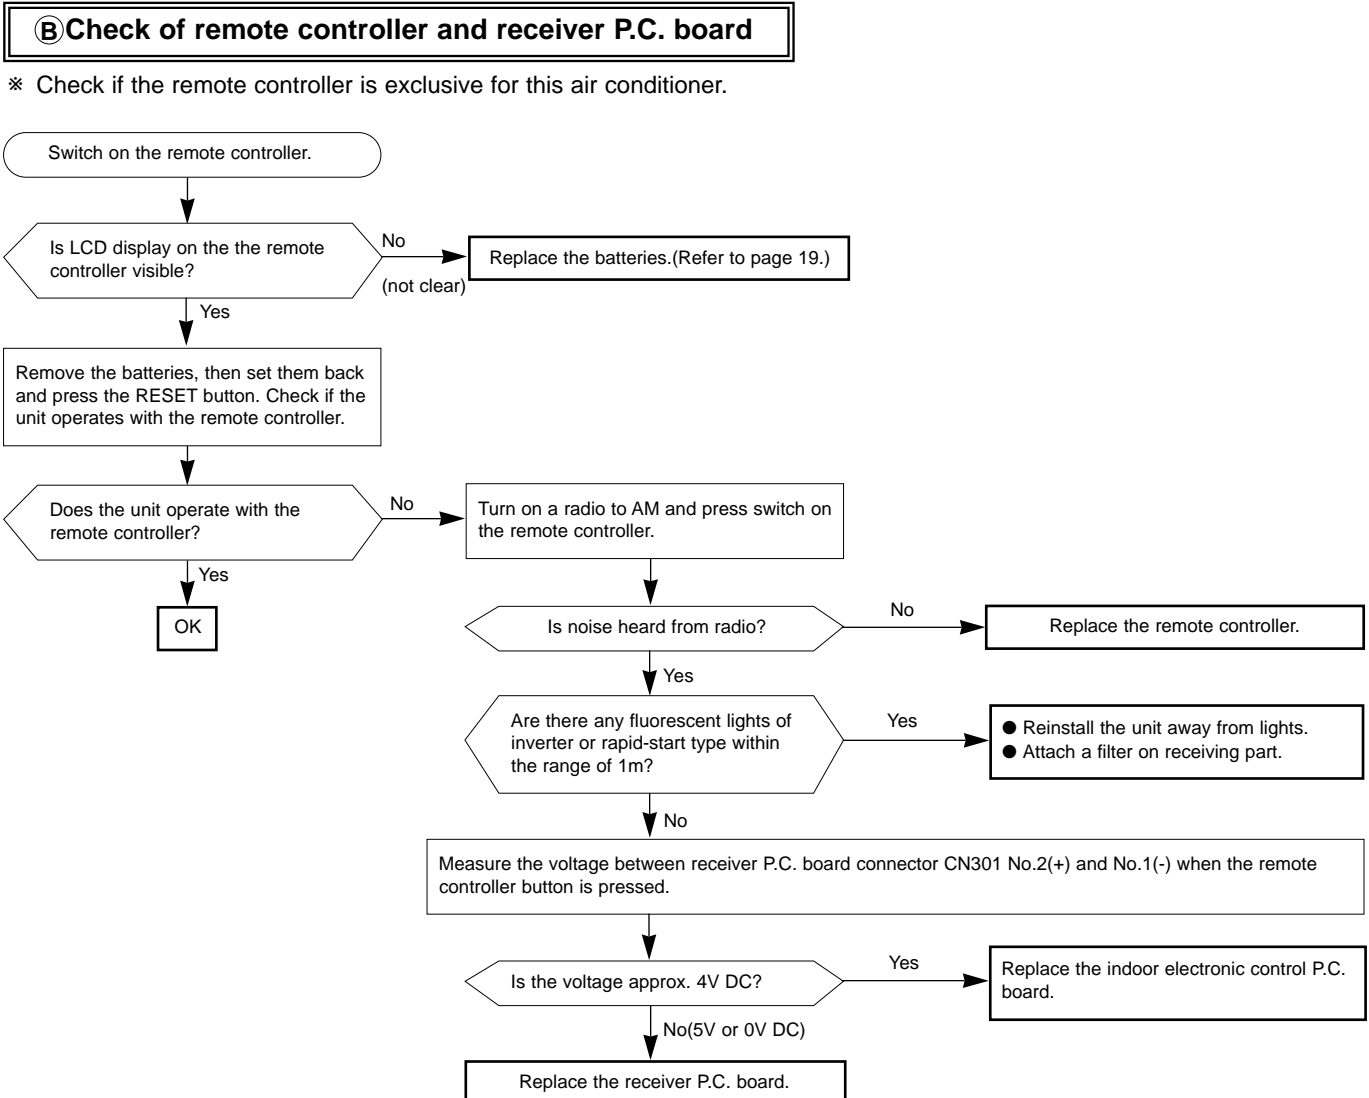 ⒷCheck of remote controller and receiver P.C. board
※ Check if the remote controller is exclusive for this air conditioner.
Switch on the remote controller.
Is LCD display on the the remote
controller visible?
No
(not clear)
Replace the batteries.(Refer to page 19.)
Yes
Remove the batteries, then set them back
and press the RESET button. Check if the
unit operates with the remote controller.
Does the unit operate with the
remote controller?
No
Turn on a radio to AM and press switch on
the remote controller.
Yes
OK
Is noise heard from radio?
No
Replace the remote controller.
Yes
Are there any fluorescent lights of
inverter or rapid-start type within
the range of 1m?
Yes
● Reinstall the unit away from lights.
● Attach a filter on receiving part.
No
Measure the voltage between receiver P.C. board connector CN301 No.2(+) and No.1(-) when the remote
controller button is pressed.
Is the voltage approx. 4V DC?
Yes
Replace the indoor electronic control P.C.
board.
No(5V or 0V DC)
Replace the receiver P.C. board.